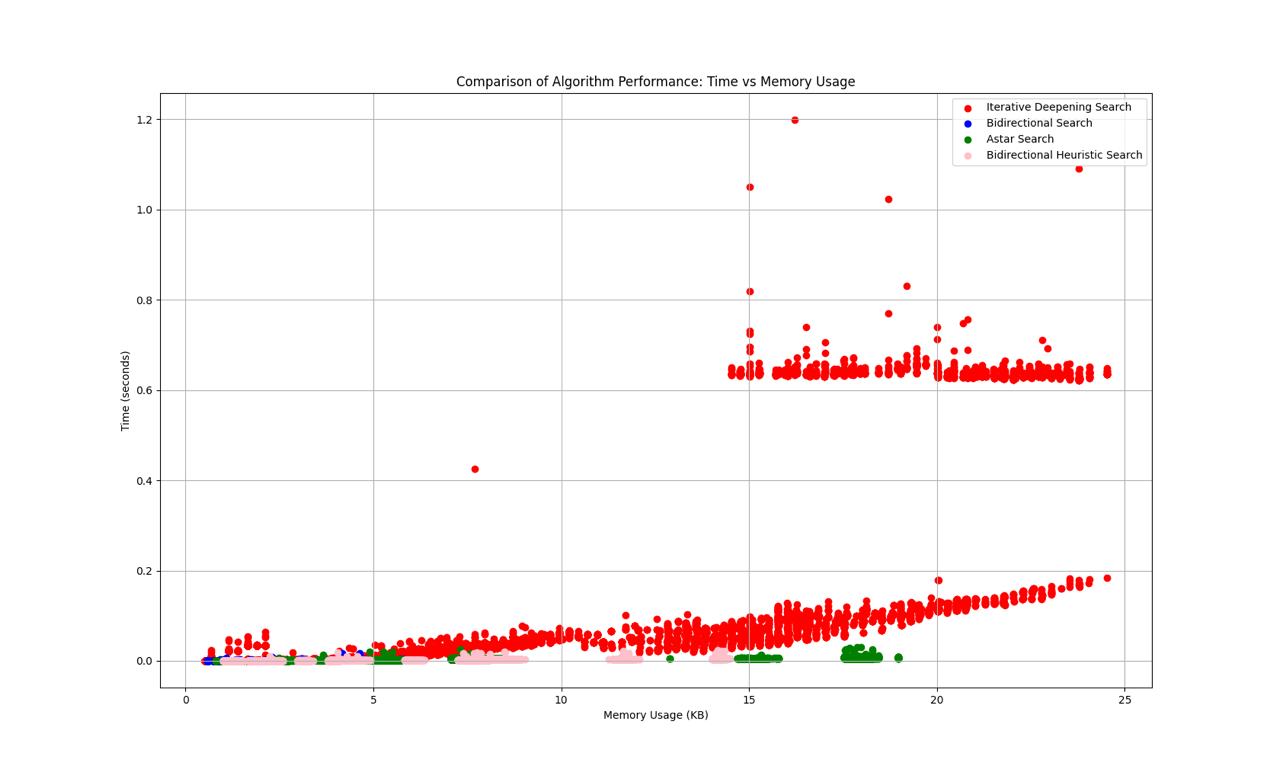 Comparison of Algorithm Performance: Time vs Memory Usage
Iterative Deepening Search
Bidirectional Search
Astar Search
Bidirectional Heuristic Search
1.2
1.0
0.8
0.6
0.4
0.2
0.0
Time (seconds)
0 5 10 15 20 25
Memory Usage (KB)